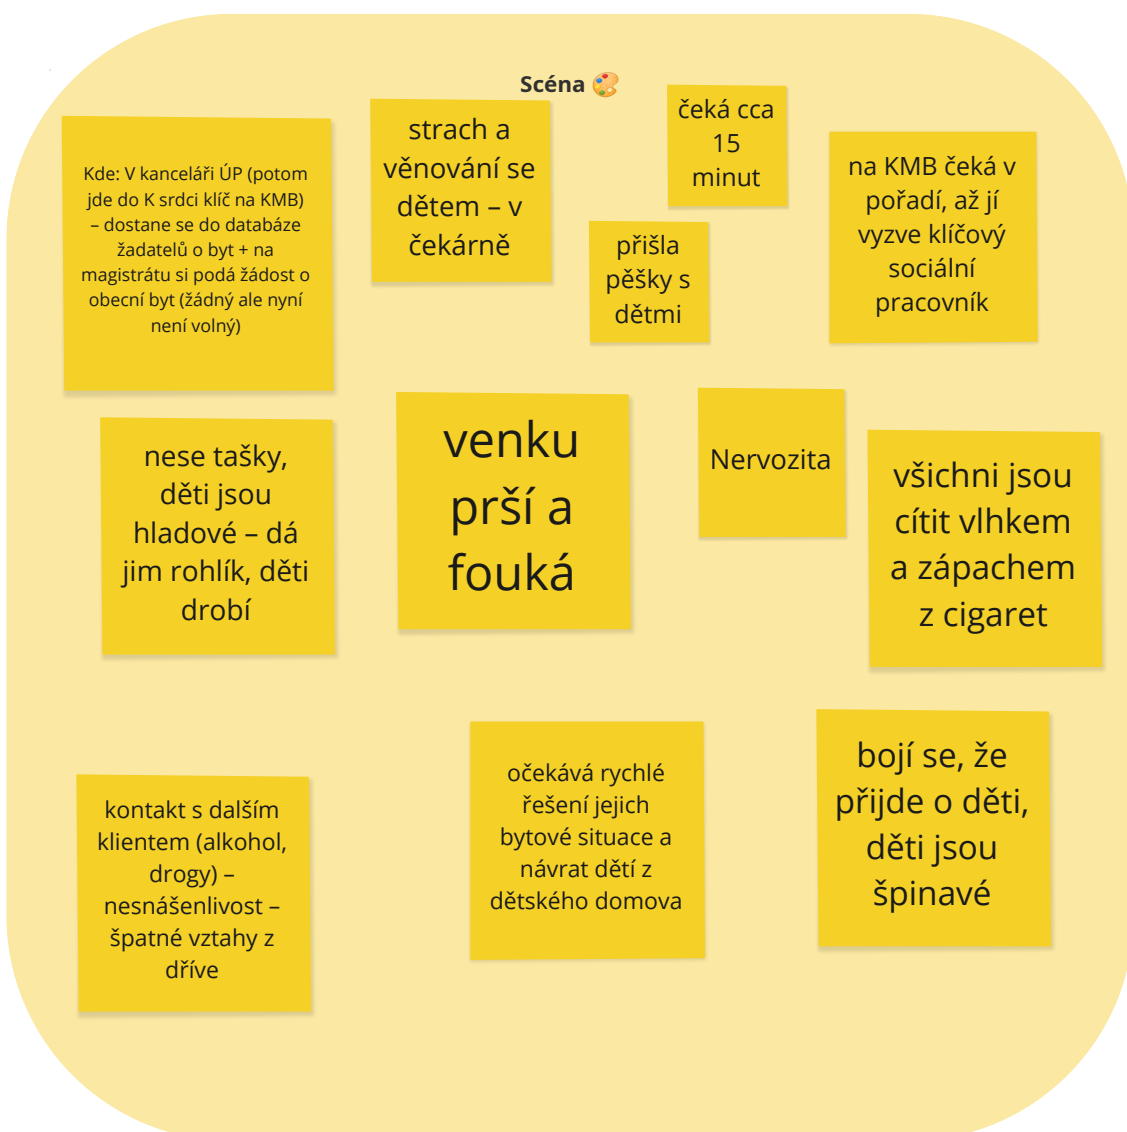 Scéna 🎨
Kde: V kanceláři ÚP (potom
jde do K srdci klíč na KMB)
– dostane se do databáze
žadatelů o byt + na
magistrátu si podá žádost o
obecní byt (žádný ale nyní
není volný)
strach a
věnování se
dětem – v
čekárně
čeká cca
15
minut
přišla
pěšky s
dětmi
na KMB čeká v
pořadí, až jí
vyzve klíčový
sociální
pracovník
nese tašky,
děti jsou
hladové – dá
jim rohlík, děti
drobí
venku
prší a
fouká
Nervozita
všichni jsou
cítit vlhkem
a zápachem
z cigaret
kontakt s dalším
klientem (alkohol,
drogy) –
nesnášenlivost –
špatné vztahy z
dříve
očekává rychlé
řešení jejich
bytové situace a
návrat dětí z
dětského domova
bojí se, že
přijde o děti,
děti jsou
špinavé